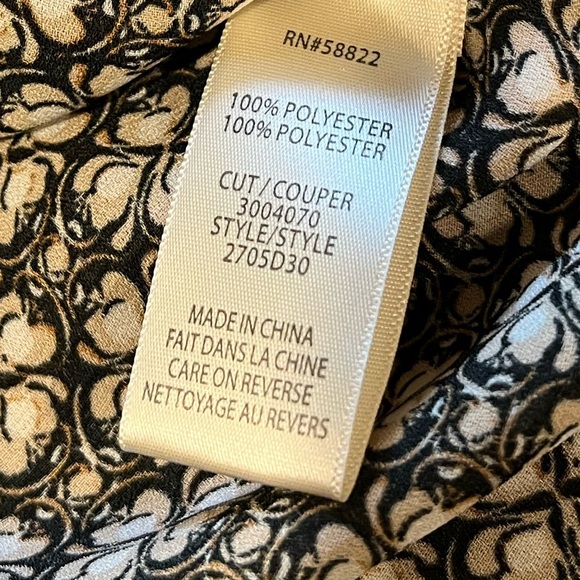 RN#58822
100% POLYESTER
100% POLYESTER
CUT / COUPER
3004070
STYLE/STYLE
2705D30
MADE IN CHINA
FAIT DANS LA CHINE
CARE ON REVERSE
NETTOYAGE AU REVERS